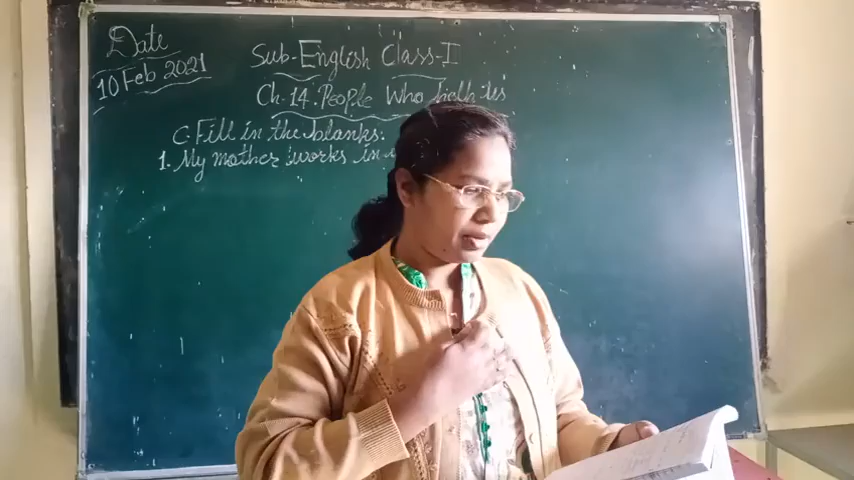 Date
10 Feb 2021
Sub-English Class-I
Ch-14. People Who help us
C. Fill in the blanks.
1. My mother works in